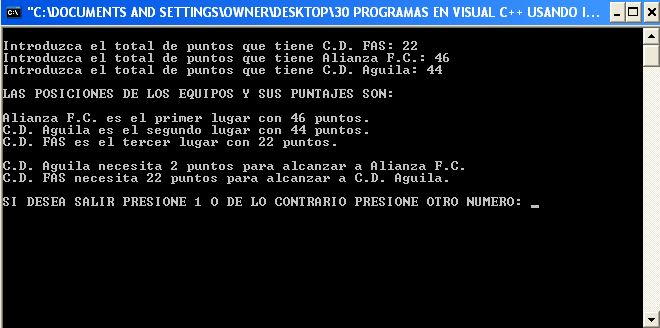 "C:\DOCUMENTS AND SETTINGS\OWNER\DESKTOP\30 PROGRAMAS EN VISUAL C++ USANDO I...
Introduzca el total de puntos que tiene C.D. FAS: 22
Introduzca el total de puntos que tiene Alianza F.C.: 46
Introduzca el total de puntos que tiene C.D. Aguila: 44
LAS POSICIONES DE LOS EQUIPOS Y SUS PUNTAJES SON:
Alianza F.C. es el primer lugar con 46 puntos.
C.D. Aguila es el segundo lugar con 44 puntos.
C.D. FAS es el tercer lugar con 22 puntos.
C.D. Aguila necesita 2 puntos para alcanzar a Alianza F.C.
C.D. FAS necesita 22 puntos para alcanzar a C.D. Aguila.
SI DESEA SALIR PRESIONE 1 O DE LO CONTRARIO PRESIONE OTRO NUMERO: _